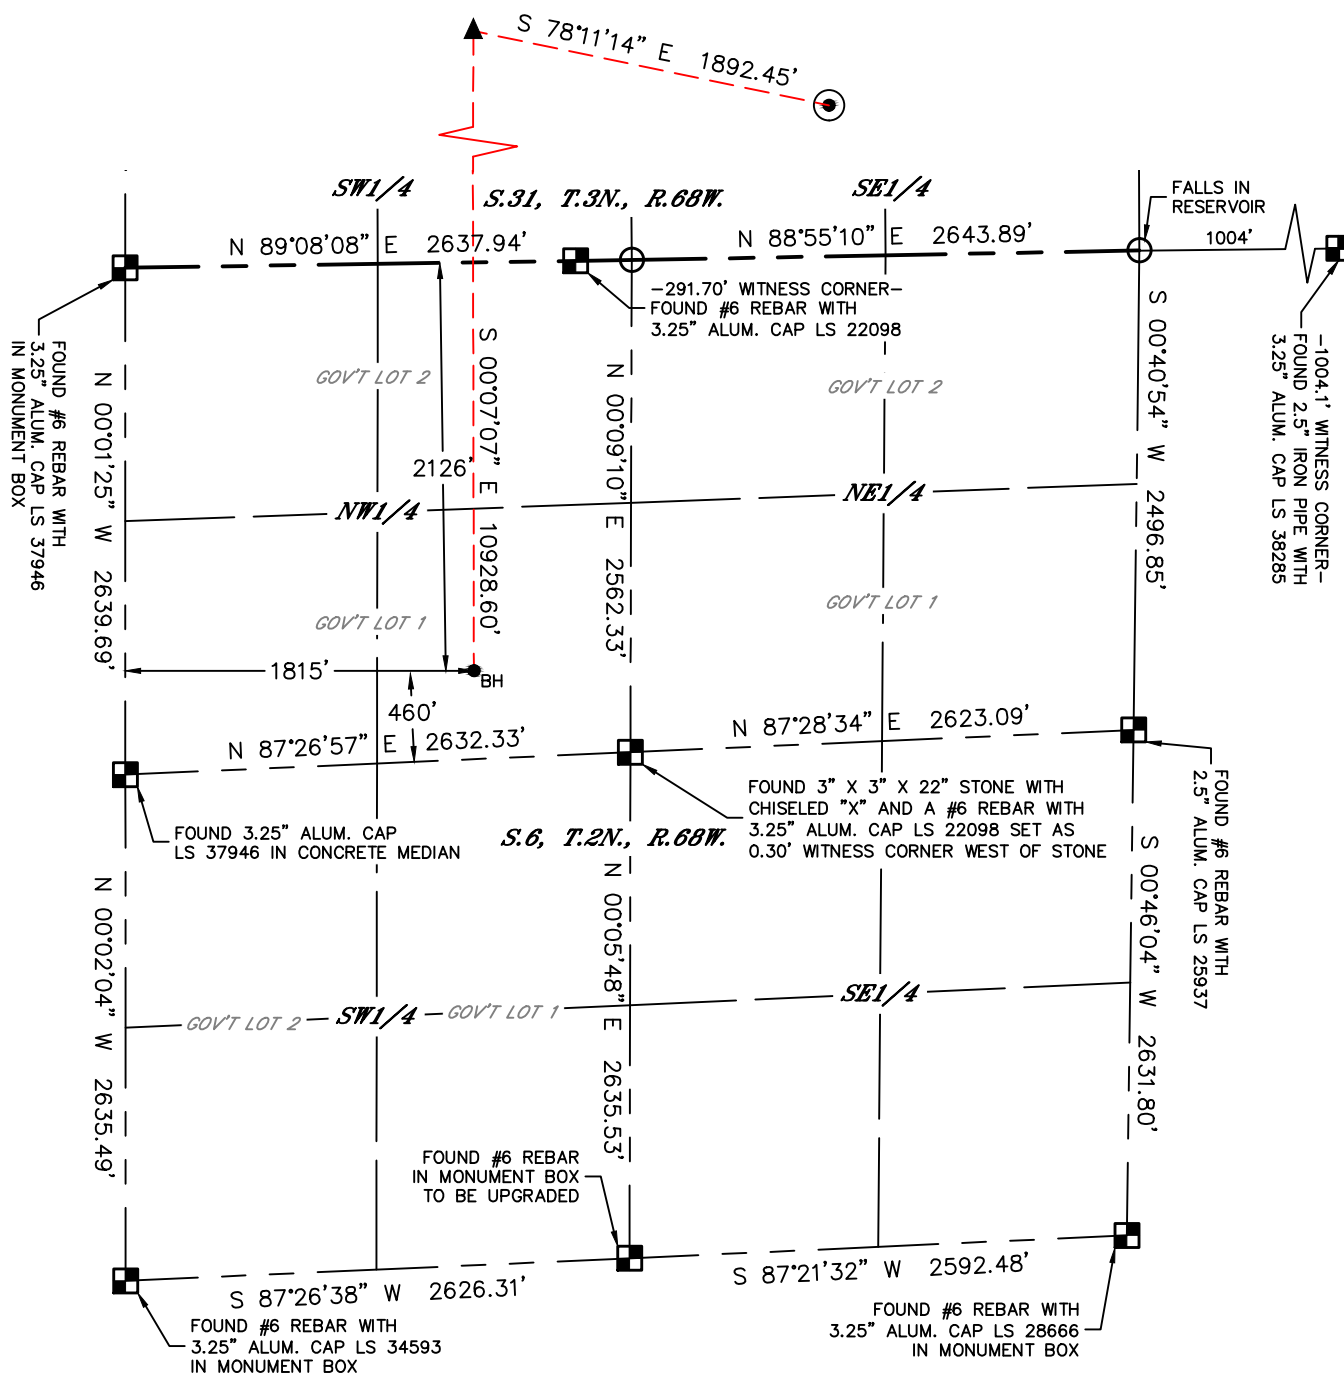 S 78°11'14" E 1892.45'
SW1/4
S.31, T.3N., R.68W.
SE1/4
FALLS IN
RESERVOIR
N 89°08'08" E 2637.94'
N 88°55'10" E 2643.89'
1004'
-291.70' WITNESS CORNER-
FOUND #6 REBAR WITH
3.25" ALUM. CAP LS 22098
FOUND #6 REBAR WITH
3.25" ALUM. CAP LS 37946
IN MONUMENT BOX
-1004.1' WITNESS CORNER-
FOUND 2.5" IRON PIPE WITH
3.25" ALUM. CAP LS 38285
N 00°01'25" W 2639.69'
S 00°07'07" E 10928.60'
N 00°09'10" E 2562.33'
S 00°40'54" W 2496.85'
GOV'T LOT 2
GOV'T LOT 2
2126'
NW1/4
NE1/4
GOV'T LOT 1
GOV'T LOT 1
1815'
BH
460'
N 87°26'57" E 2632.33'
N 87°28'34" E 2623.09'
FOUND 3.25" ALUM. CAP
LS 37946 IN CONCRETE MEDIAN
S.6, T.2N., R.68W.
FOUND 3" X 3" X 22" STONE WITH
CHISELED "X" AND A #6 REBAR WITH
3.25" ALUM. CAP LS 22098 SET AS
0.30' WITNESS CORNER WEST OF STONE
FOUND #6 REBAR WITH
2.5" ALUM. CAP LS 25937
N 00°02'04" W 2635.49'
N 00°05'48" E 2635.53'
S 00°46'04" W 2631.80'
GOV'T LOT 2
SW1/4
GOV'T LOT 1
SE1/4
FOUND #6 REBAR
IN MONUMENT BOX
TO BE UPGRADED
S 87°26'38" W 2626.31'
S 87°21'32" W 2592.48'
FOUND #6 REBAR WITH
3.25" ALUM. CAP LS 34593
IN MONUMENT BOX
FOUND #6 REBAR WITH
3.25" ALUM. CAP LS 28666
IN MONUMENT BOX